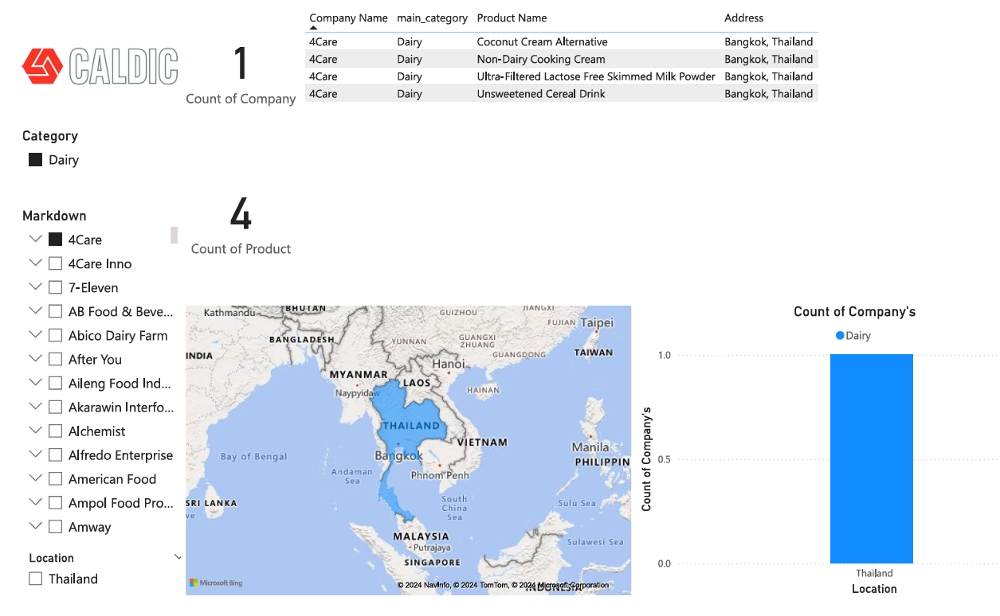 CALDIC
1
Count of Company
Company Name main_category Product Name Address
4Care Dairy Coconut Cream Alternative Bangkok, Thailand
4Care Dairy Non-Dairy Cooking Cream Bangkok, Thailand
4Care Dairy Ultra-Filtered Lactose Free Skimmed Milk Powder Bangkok, Thailand
4Care Dairy Unsweetened Cereal Drink Bangkok, Thailand
Category
Dairy
4
Count of Product
Markdown
4Care
4Care Inno
7-Eleven
AB Food & Beve...
Abico Dairy Farm
After You
Aileng Food Ind...
Akarawin Interfo...
Alchemist
Alfredo Enterprise
American Food
Ampol Food Pro...
Amway
Location
Thailand
Kathmandu
BHUTAN
GUIZHOU
JIANGXI
FUJIAN
Taipei
BANGLADESH
YUNNAN
GUANGXI
ZHUANG
GUANGDONG
TAIWAN
INDIA
MYANMAR
Hanoi
LAOS
Naypyidaw
HAINAN
THAILAND
VIETNAM
Bay of Bengal
Bangkok
Manila
PHILIPPIN
Andaman
Sea
Phnom Penh
SRI LANKA
ve
South
China
Sea
Sulu Sea
MALAYSIA
Putrajaya
Sulawesi Sea
SINGAPORE
INDONESIA
Microsoft Bing
© 2024 NavInfo, © 2024 TomTom, © 2024 Microsoft Corporation
Count of Company's
Dairy
Count of Company's
1.0
0.5
0.0
Thailand
Location